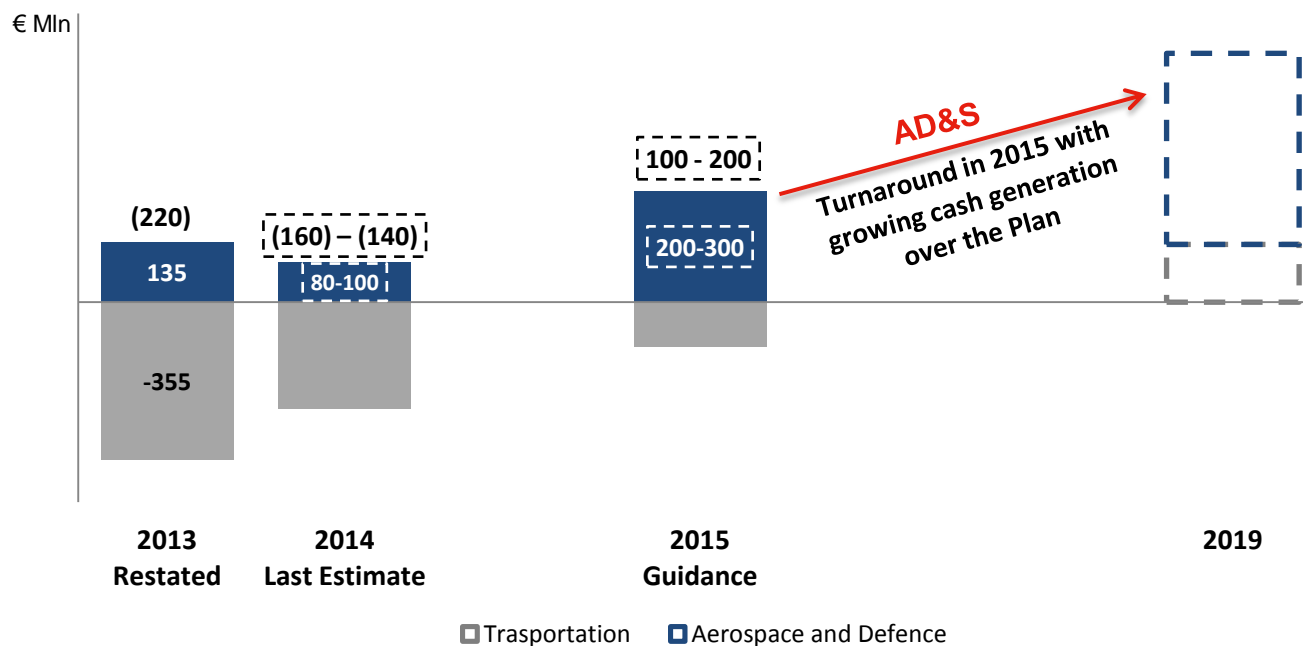 € Mln
AD&S
Turnaround in 2015 with
growing cash generation
over the Plan
100 - 200
200-300
(220)
135
(160) – (140)
80-100
-355
2013
Restated
2014
Last Estimate
2015
Guidance
2019
Trasportation
Aerospace and Defence